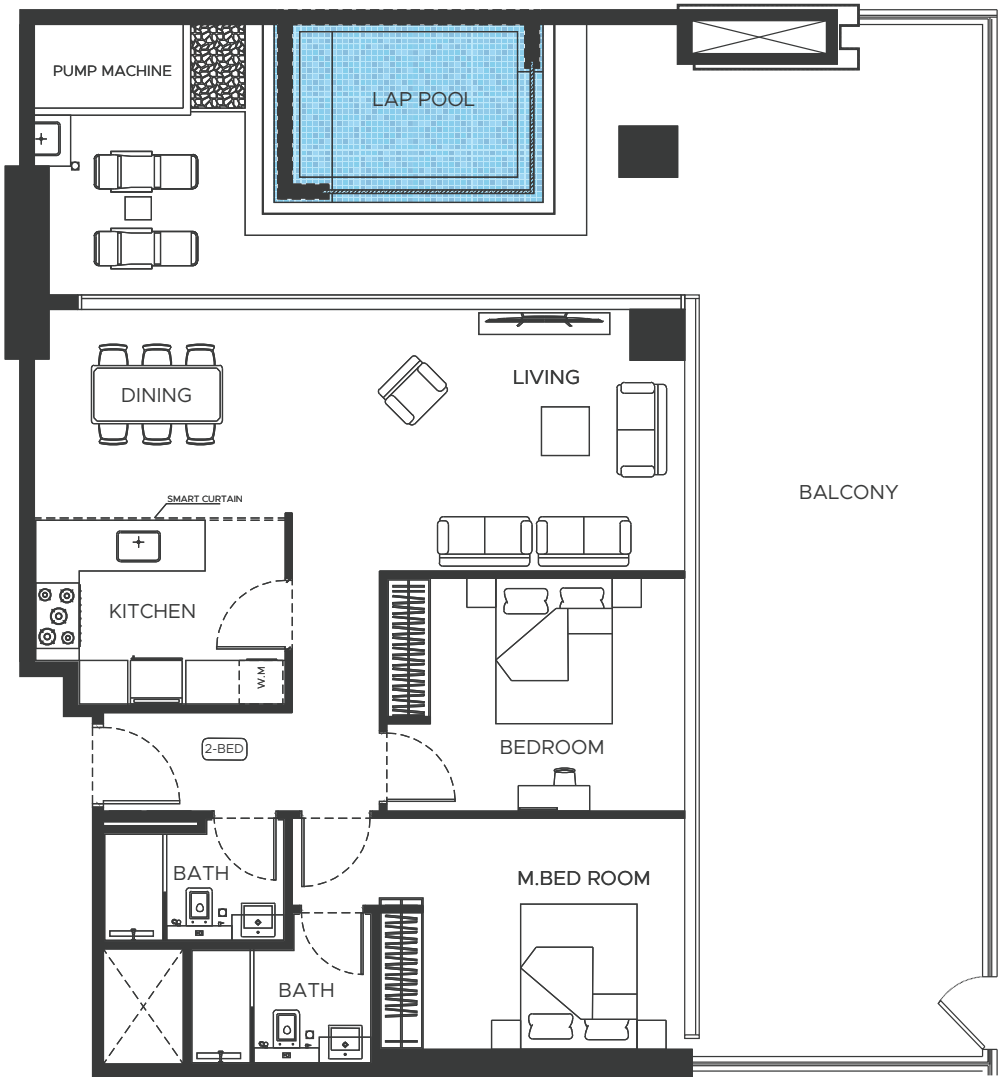 PUMP MACHINE
LAP POOL
LIVING
DINING
BALCONY
SMART CURTAIN
KITCHEN
W.M
2-BED
BEDROOM
BATH
M.BED ROOM
BATH